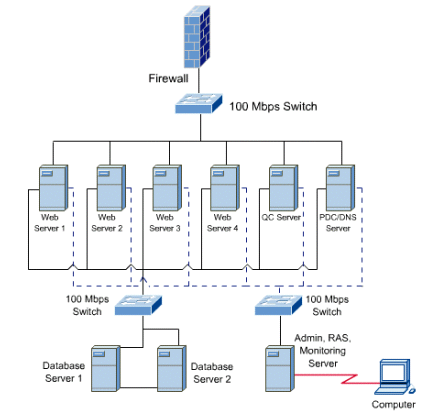 Firewall
100 Mbps Switch
Web
Server 1
Web
Server 2
Web
Server 3
Web
Server 4
QC Server
PDC/DNS
Server
100 Mbps
Switch
100 Mbps
Switch
Database
Server 1
Database
Server 2
Admin, RAS,
Monitoring
Server
Computer